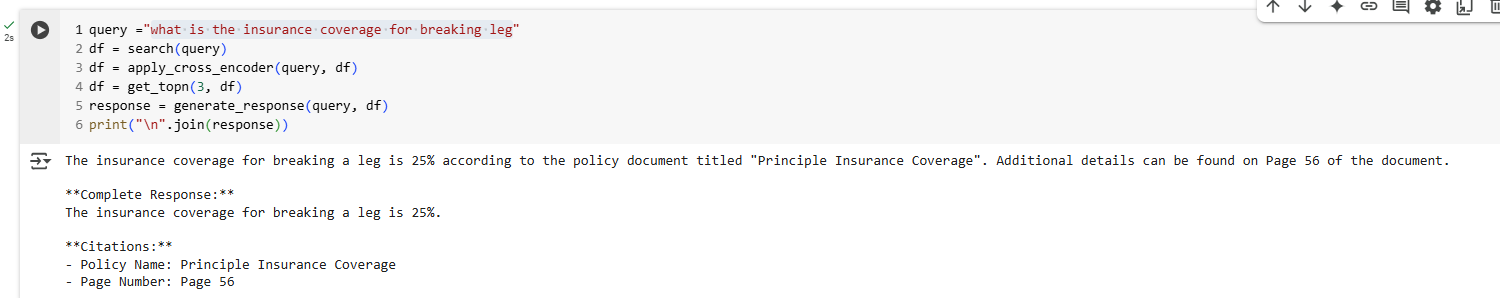 2s
1 query ="what is the insurance coverage for breaking leg"
2 df = search(query)
3 df = apply_cross_encoder(query, df)
4 df = get_topn(3, df)
5 response = generate_response(query, df)
6 print("\n".join(response))
The insurance coverage for breaking a leg is 25% according to the policy document titled "Principle Insurance Coverage". Additional details can be found on Page 56 of the document.
**Complete Response:**
The insurance coverage for breaking a leg is 25%.
**Citations:**
- Policy Name: Principle Insurance Coverage
- Page Number: Page 56